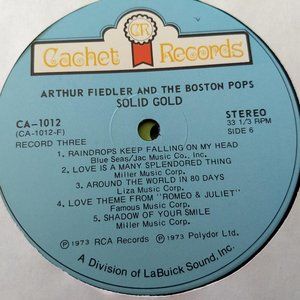 CR
Cachet Records
ARTHUR FIEDLER AND THE BOSTON POPS
SOLID GOLD
CA-1012
(CA-1012-F)
RECORD THREE
STEREO
33 1/3 RPM
SIDE 6
1. RAINDROPS KEEP FALLING ON MY HEAD
Blue Seas/Jac Music Co., Inc.
2. LOVE IS A MANY SPLENDORED THING
Miller Music Corp.
3. AROUND THE WORLD IN 80 DAYS
Liza Music Corp.
4. LOVE THEME FROM "ROMEO & JULIET"
Famous Music Corp.
5. SHADOW OF YOUR SMILE
Miller Music Corp.
Ⓟ 1973 RCA Records Ⓟ 1973 Polydor Ltd.
A Division of LaBuick Sound, Inc.